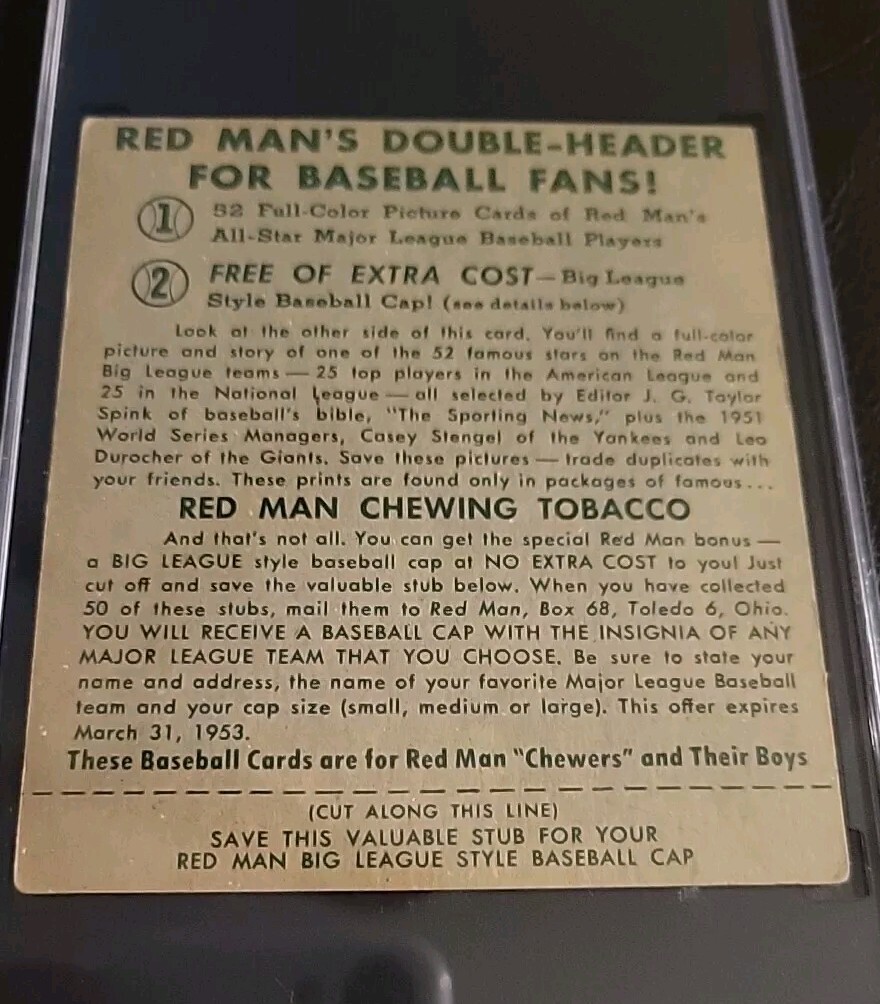 RED MAN'S DOUBLE-HEADER
FOR BASEBALL FANS!
1 52 Full-Color Picture Cards of Red Man's
All-Star Major League Baseball Players
2 FREE OF EXTRA COST — Big League
Style Baseball Cap! (see details below)
Look at the other side of this card. You'll find a full-color
picture and story of one of the 52 famous stars on the Red Man
Big League teams — 25 top players in the American League and
25 in the National League — all selected by Editor J. G. Taylor
Spink of baseball's bible, "The Sporting News," plus the 1951
World Series Managers, Casey Stengel of the Yankees and Leo
Durocher of the Giants. Save these pictures — trade duplicates with
your friends. These prints are found only in packages of famous...
RED MAN CHEWING TOBACCO
And that's not all. You can get the special Red Man bonus —
a BIG LEAGUE style baseball cap at NO EXTRA COST to you! Just
cut off and save the valuable stub below. When you have collected
50 of these stubs, mail them to Red Man, Box 68, Toledo 6, Ohio.
YOU WILL RECEIVE A BASEBALL CAP WITH THE INSIGNIA OF ANY
MAJOR LEAGUE TEAM THAT YOU CHOOSE. Be sure to state your
name and address, the name of your favorite Major League Baseball
team and your cap size (small, medium or large). This offer expires
March 31, 1953.
These Baseball Cards are for Red Man "Chewers" and Their Boys
(CUT ALONG THIS LINE)
SAVE THIS VALUABLE STUB FOR YOUR
RED MAN BIG LEAGUE STYLE BASEBALL CAP